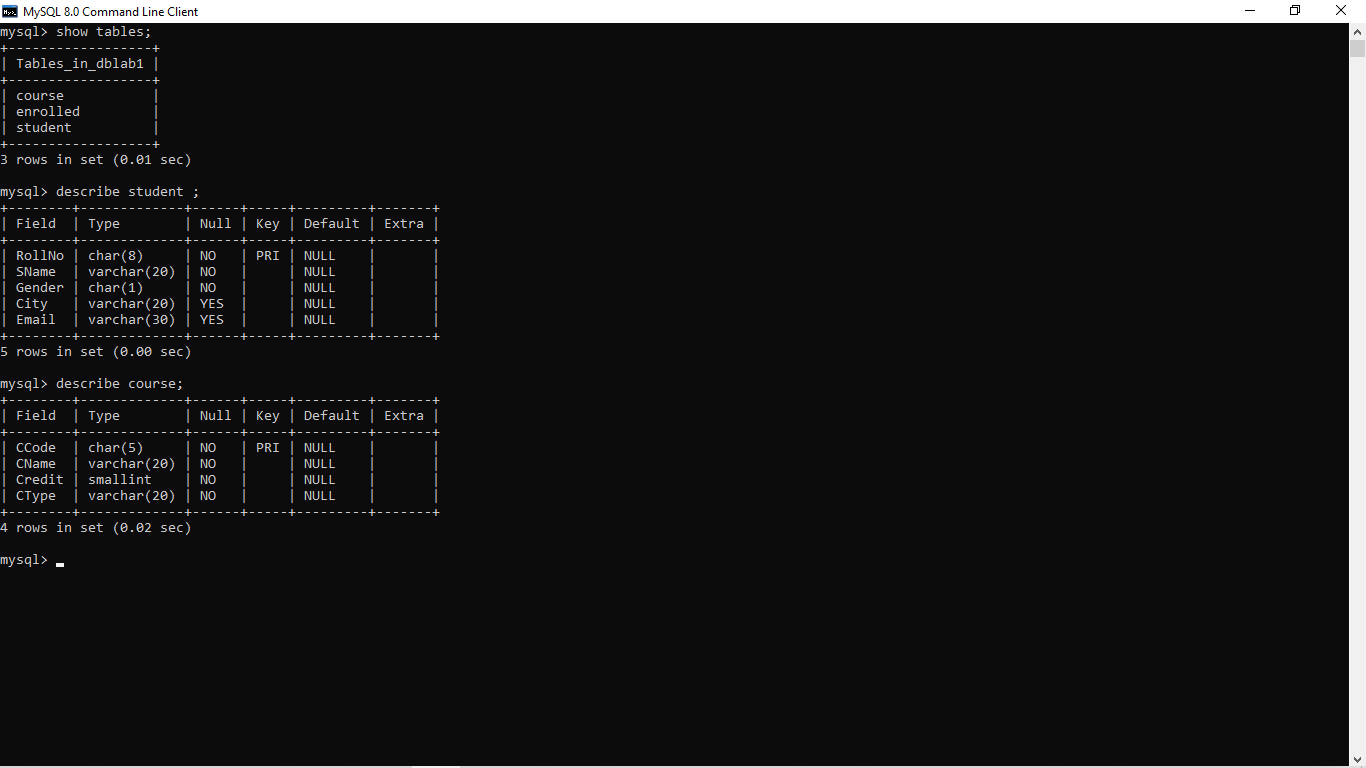 MySQL 8.0 Command Line Client
mysql> show tables;
+------------------+
| Tables_in_dblab1 |
+------------------+
| course           |
| enrolled         |
| student          |
+------------------+
3 rows in set (0.01 sec)

mysql> describe student ;
+--------+-------------+------+-----+---------+-------+
| Field  | Type        | Null | Key | Default | Extra |
+--------+-------------+------+-----+---------+-------+
| RollNo | char(8)     | NO   | PRI | NULL    |       |
| SName  | varchar(20) | NO   |     | NULL    |       |
| Gender | char(1)     | NO   |     | NULL    |       |
| City   | varchar(20) | YES  |     | NULL    |       |
| Email  | varchar(30) | YES  |     | NULL    |       |
+--------+-------------+------+-----+---------+-------+
5 rows in set (0.00 sec)

mysql> describe course;
+--------+-------------+------+-----+---------+-------+
| Field  | Type        | Null | Key | Default | Extra |
+--------+-------------+------+-----+---------+-------+
| CCode  | char(5)     | NO   | PRI | NULL    |       |
| CName  | varchar(20) | NO   |     | NULL    |       |
| Credit | smallint    | NO   |     | NULL    |       |
| CType  | varchar(20) | NO   |     | NULL    |       |
+--------+-------------+------+-----+---------+-------+
4 rows in set (0.02 sec)

mysql>